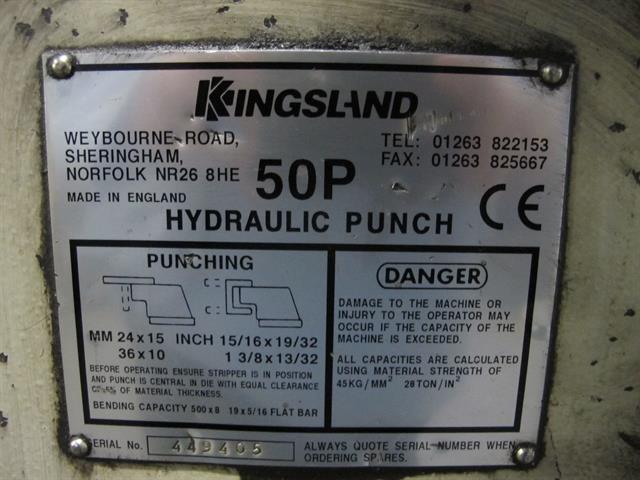 KINGSLAND
WEYBOURNE ROAD,
SHERINGHAM,
NORFOLK NR26 8HE
TEL: 01263 822153
FAX: 01263 825667
MADE IN ENGLAND
50P
CE
HYDRAULIC PUNCH
PUNCHING
MM 24x15 INCH 15/16x19/32
36x10 1 3/8x13/32
BEFORE OPERATING ENSURE STRIPPER IS IN POSITION
AND PUNCH IS CENTRAL IN DIE WITH EQUAL CLEARANCE
OF MATERIAL THICKNESS.
BENDING CAPACITY 500x8 19x5/16 FLAT BAR
DANGER
DAMAGE TO THE MACHINE OR
INJURY TO THE OPERATOR MAY
OCCUR IF THE CAPACITY OF THE
MACHINE IS EXCEEDED.
ALL CAPACITIES ARE CALCULATED
USING MATERIAL STRENGTH OF
45KG/MM² 28TON/IN²
SERIAL No. 449405
ALWAYS QUOTE SERIAL NUMBER WHEN
ORDERING SPARES.